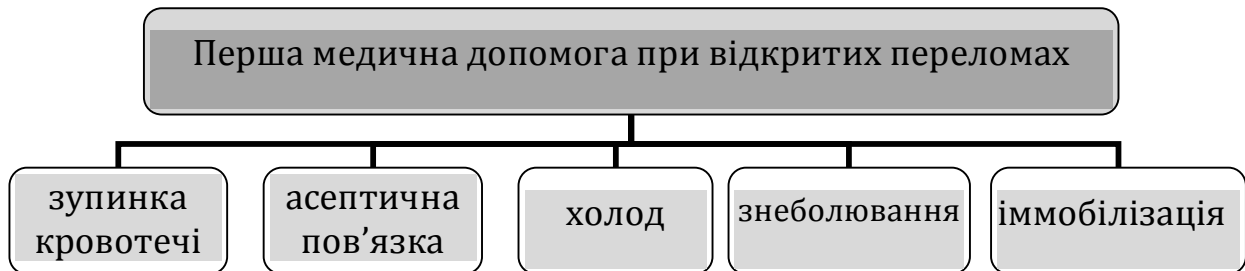 Перша медична допомога при відкритих переломах
зупинка
кровотечі
асептична
пов’язка
холод
знеболювання
іммобілізація